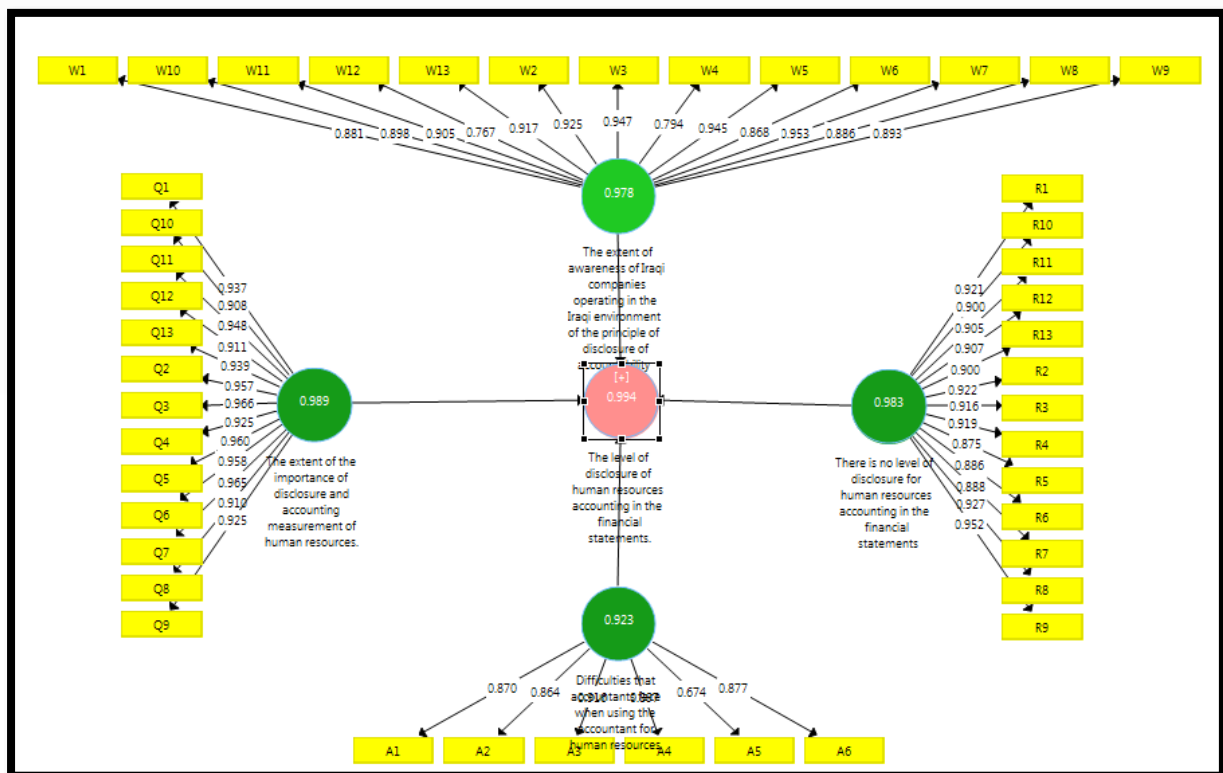 W1 W10 W11 W12 W13 W2 W3 W4 W5 W6 W7 W8 W9
0.881 0.898 0.905 0.767 0.917 0.925 0.947 0.794 0.945 0.868 0.953 0.886 0.893
0.978
The extent of
awareness of Iraqi
companies
operating in the
Iraqi environment
of the principle of
disclosure of
accountability
Q1
Q10
Q11
Q12
Q13
Q2
Q3
Q4
Q5
Q6
Q7
Q8
Q9
0.937
0.908
0.948
0.911
0.939
0.957
0.966
0.925
0.960
0.958
0.965
0.910
0.925
0.989
The extent of the
importance of
disclosure and
accounting
measurement of
human resources.
[+]
0.994
The level of
disclosure of
human resources
accounting in the
financial
statements.
0.983
There is no level of
disclosure for
human resources
accounting in the
financial
statements
0.921
0.900
0.905
0.907
0.900
0.922
0.916
0.919
0.875
0.886
0.888
0.927
0.952
R1
R10
R11
R12
R13
R2
R3
R4
R5
R6
R7
R8
R9
0.923
Difficulties that
accountants face
when using the
accountant for
human resources
0.870 0.864 0.674 0.877
A1 A2 A3 A4 A5 A6